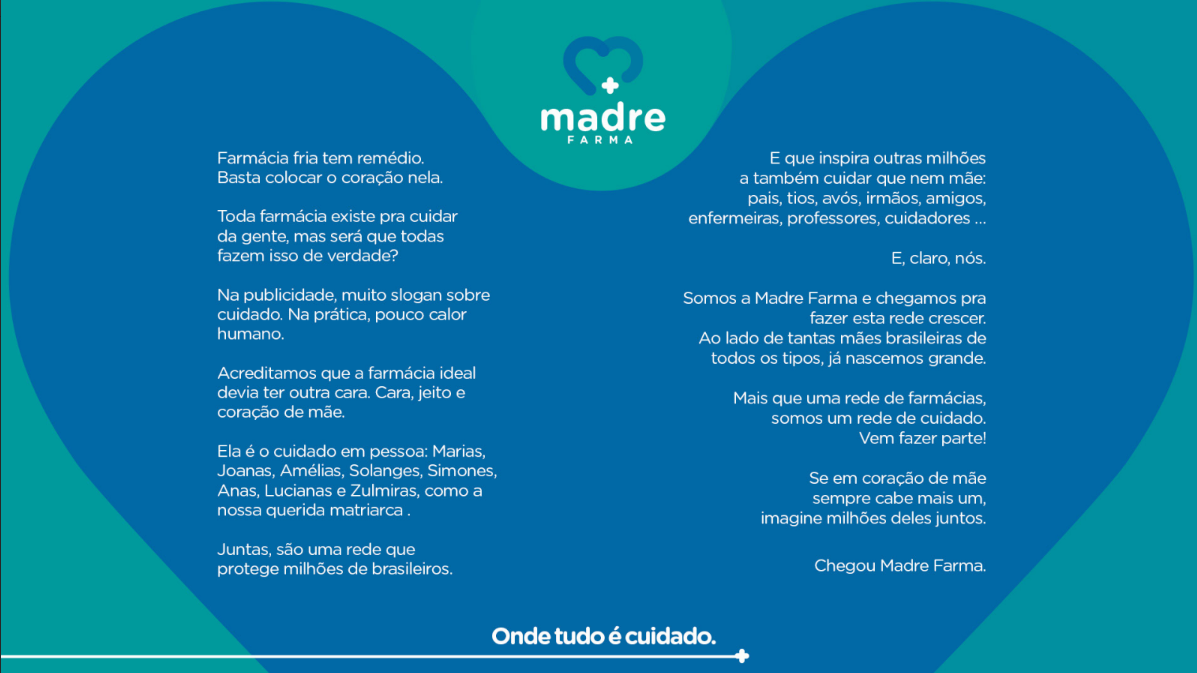 madre
FARMA
Farmácia fria tem remédio.
Basta colocar o coração nela.
Toda farmácia existe pra cuidar
da gente, mas será que todas
fazem isso de verdade?
Na publicidade, muito slogan sobre
cuidado. Na prática, pouco calor
humano.
Acreditamos que a farmácia ideal
devia ter outra cara. Cara, jeito e
coração de mãe.
Ela é o cuidado em pessoa: Marias,
Joanas, Amélias, Solanges, Simones,
Anas, Lucianas e Zulmiras, como a
nossa querida matriarca .
Juntas, são uma rede que
protege milhões de brasileiros.
E que inspira outras milhões
a também cuidar que nem mãe:
pais, tios, avós, irmãos, amigos,
enfermeiras, professores, cuidadores ...
E, claro, nós.
Somos a Madre Farma e chegamos pra
fazer esta rede crescer.
Ao lado de tantas mães brasileiras de
todos os tipos, já nascemos grande.
Mais que uma rede de farmácias,
somos um rede de cuidado.
Vem fazer parte!
Se em coração de mãe
sempre cabe mais um,
imagine milhões deles juntos.
Chegou Madre Farma.
Onde tudo é cuidado.